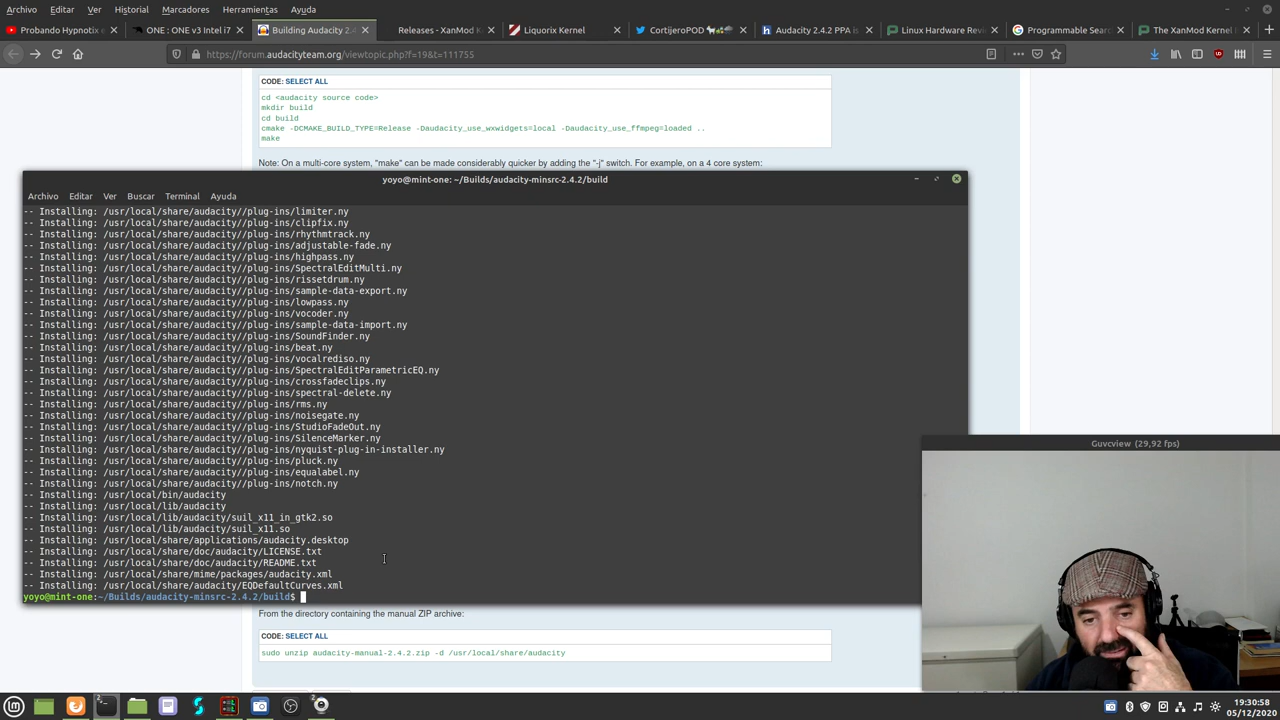 Archivo Editar Ver Historial Marcadores Herramientas Ayuda
Probando Hypnotix e
ONE : ONE v3 Intel i7
Building Audacity 2.4
Releases - XanMod K
Liquorix Kernel
CortijeroPOD
Audacity 2.4.2 PPA is
Linux Hardware Revie
Programmable Searc
The XanMod Kernel
https://forum.audacityteam.org/viewtopic.php?f=19&t=111755
CODE: SELECT ALL
cd <audacity source code>
mkdir build
cd build
cmake -DCMAKE_BUILD_TYPE=Release -Daudacity_use_wxwidgets=local -Daudacity_use_ffmpeg=loaded ..
make
Note: On a multi-core system, "make" can be made considerably quicker by adding the "-j" switch. For example, on a 4 core system:
yoyo@mint-one: ~/Builds/audacity-minsrc-2.4.2/build
Archivo Editar Ver Buscar Terminal Ayuda
-- Installing: /usr/local/share/audacity//plug-ins/limiter.ny
-- Installing: /usr/local/share/audacity//plug-ins/clipfix.ny
-- Installing: /usr/local/share/audacity//plug-ins/rhythmtrack.ny
-- Installing: /usr/local/share/audacity//plug-ins/adjustable-fade.ny
-- Installing: /usr/local/share/audacity//plug-ins/highpass.ny
-- Installing: /usr/local/share/audacity//plug-ins/SpectralEditMulti.ny
-- Installing: /usr/local/share/audacity//plug-ins/rissetdrum.ny
-- Installing: /usr/local/share/audacity//plug-ins/sample-data-export.ny
-- Installing: /usr/local/share/audacity//plug-ins/lowpass.ny
-- Installing: /usr/local/share/audacity//plug-ins/vocoder.ny
-- Installing: /usr/local/share/audacity//plug-ins/sample-data-import.ny
-- Installing: /usr/local/share/audacity//plug-ins/SoundFinder.ny
-- Installing: /usr/local/share/audacity//plug-ins/beat.ny
-- Installing: /usr/local/share/audacity//plug-ins/vocalrediso.ny
-- Installing: /usr/local/share/audacity//plug-ins/SpectralEditParametricEQ.ny
-- Installing: /usr/local/share/audacity//plug-ins/crossfadeclips.ny
-- Installing: /usr/local/share/audacity//plug-ins/spectral-delete.ny
-- Installing: /usr/local/share/audacity//plug-ins/rms.ny
-- Installing: /usr/local/share/audacity//plug-ins/noisegate.ny
-- Installing: /usr/local/share/audacity//plug-ins/StudioFadeOut.ny
-- Installing: /usr/local/share/audacity//plug-ins/SilenceMarker.ny
-- Installing: /usr/local/share/audacity//plug-ins/nyquist-plug-in-installer.ny
-- Installing: /usr/local/share/audacity//plug-ins/pluck.ny
-- Installing: /usr/local/share/audacity//plug-ins/equalabel.ny
-- Installing: /usr/local/share/audacity//plug-ins/notch.ny
-- Installing: /usr/local/bin/audacity
-- Installing: /usr/local/lib/audacity
-- Installing: /usr/local/lib/audacity/suil_x11_in_gtk2.so
-- Installing: /usr/local/lib/audacity/suil_x11.so
-- Installing: /usr/local/share/applications/audacity.desktop
-- Installing: /usr/local/share/doc/audacity/LICENSE.txt
-- Installing: /usr/local/share/doc/audacity/README.txt
-- Installing: /usr/local/share/mime/packages/audacity.xml
-- Installing: /usr/local/share/audacity/EQDefaultCurves.xml
yoyo@mint-one:~/Builds/audacity-minsrc-2.4.2/build$
Guvcview (29,92 fps)
From the directory containing the manual ZIP archive:
CODE: SELECT ALL
sudo unzip audacity-manual-2.4.2.zip -d /usr/local/share/audacity
19:30:58
05/12/2020